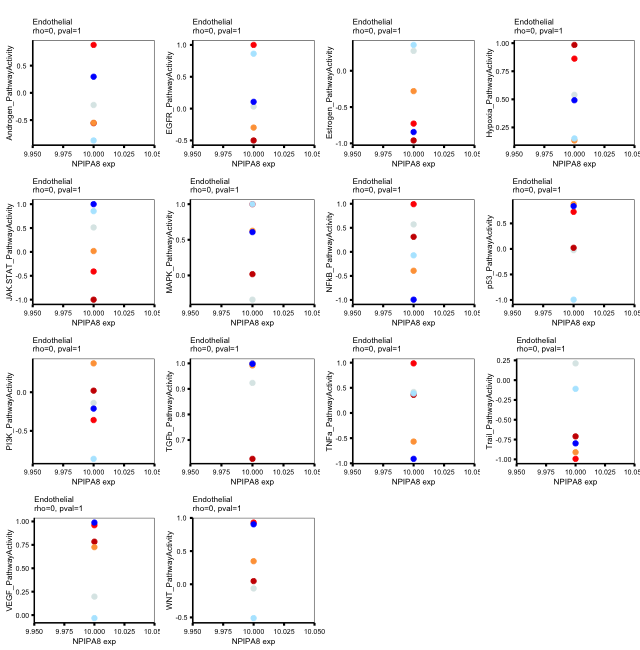 Endothelial
rho=0, pval=1
Androgen_PathwayActivity
0.5
0.0
-0.5
9.950 9.975 10.000 10.025 10.05
NPIPA8 exp
Endothelial
rho=0, pval=1
EGFR_PathwayActivity
1.0
0.5
0.0
-0.5
9.950 9.975 10.000 10.025 10.05
NPIPA8 exp
Endothelial
rho=0, pval=1
Estrogen_PathwayActivity
0.0
-0.5
-1.0
9.950 9.975 10.000 10.025 10.05
NPIPA8 exp
Endothelial
rho=0, pval=1
Hypoxia_PathwayActivity
1.00
0.75
0.50
0.25
9.950 9.975 10.000 10.025 10.05
NPIPA8 exp
Endothelial
rho=0, pval=1
JAK.STAT_PathwayActivity
1.0
0.5
0.0
-0.5
-1.0
9.950 9.975 10.000 10.025 10.05
NPIPA8 exp
Endothelial
rho=0, pval=1
MAPK_PathwayActivity
1.0
0.5
0.0
9.950 9.975 10.000 10.025 10.050
NPIPA8 exp
Endothelial
rho=0, pval=1
NFkB_PathwayActivity
1.0
0.5
0.0
-0.5
-1.0
9.950 9.975 10.000 10.025 10.05
NPIPA8 exp
Endothelial
rho=0, pval=1
p53_PathwayActivity
0.5
0.0
-0.5
-1.0
9.950 9.975 10.000 10.025 10.05
NPIPA8 exp
Endothelial
rho=0, pval=1
PI3K_PathwayActivity
0.0
-0.5
9.950 9.975 10.000 10.025 10.05
NPIPA8 exp
Endothelial
rho=0, pval=1
TGFb_PathwayActivity
1.0
0.9
0.8
0.7
9.950 9.975 10.000 10.025 10.050
NPIPA8 exp
Endothelial
rho=0, pval=1
TNFa_PathwayActivity
1.0
0.5
0.0
-0.5
-1.0
9.950 9.975 10.000 10.025 10.05
NPIPA8 exp
Endothelial
rho=0, pval=1
Trail_PathwayActivity
0.25
0.00
-0.25
-0.50
-0.75
-1.00
9.950 9.975 10.000 10.025 10.05
NPIPA8 exp
Endothelial
rho=0, pval=1
VEGF_PathwayActivity
1.00
0.75
0.50
0.25
0.00
9.950 9.975 10.000 10.025 10.05
NPIPA8 exp
Endothelial
rho=0, pval=1
WNT_PathwayActivity
1.0
0.5
0.0
-0.5
9.950 9.975 10.000 10.025 10.050
NPIPA8 exp